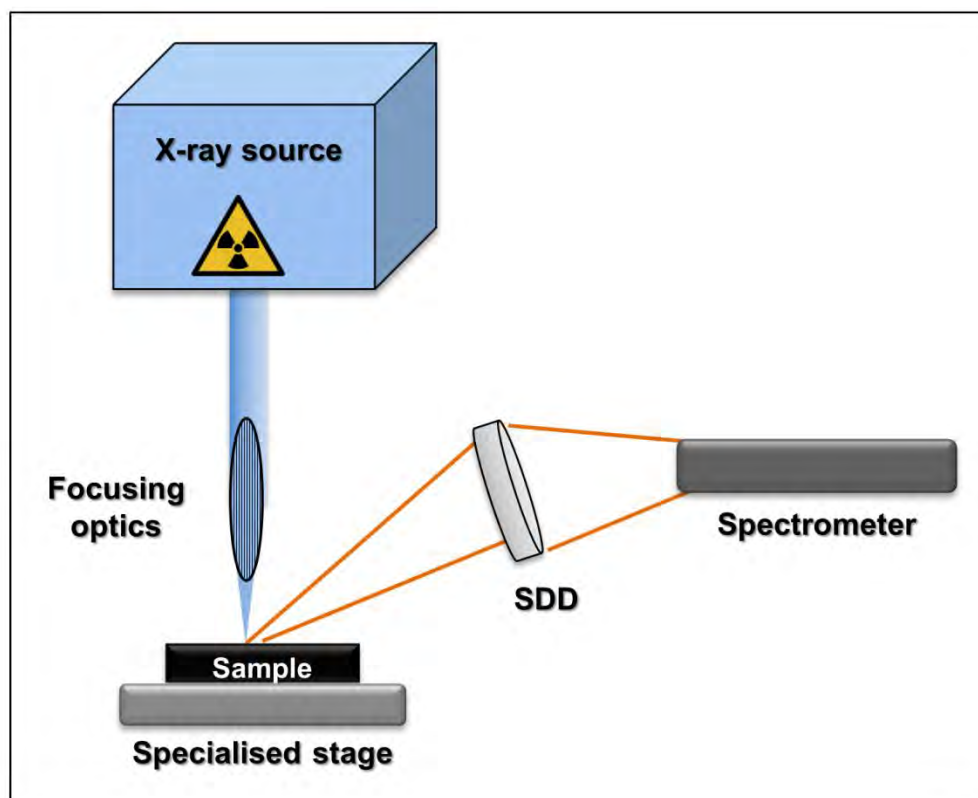 X-ray source
Focusing
optics
Spectrometer
SDD
Sample
Specialised stage